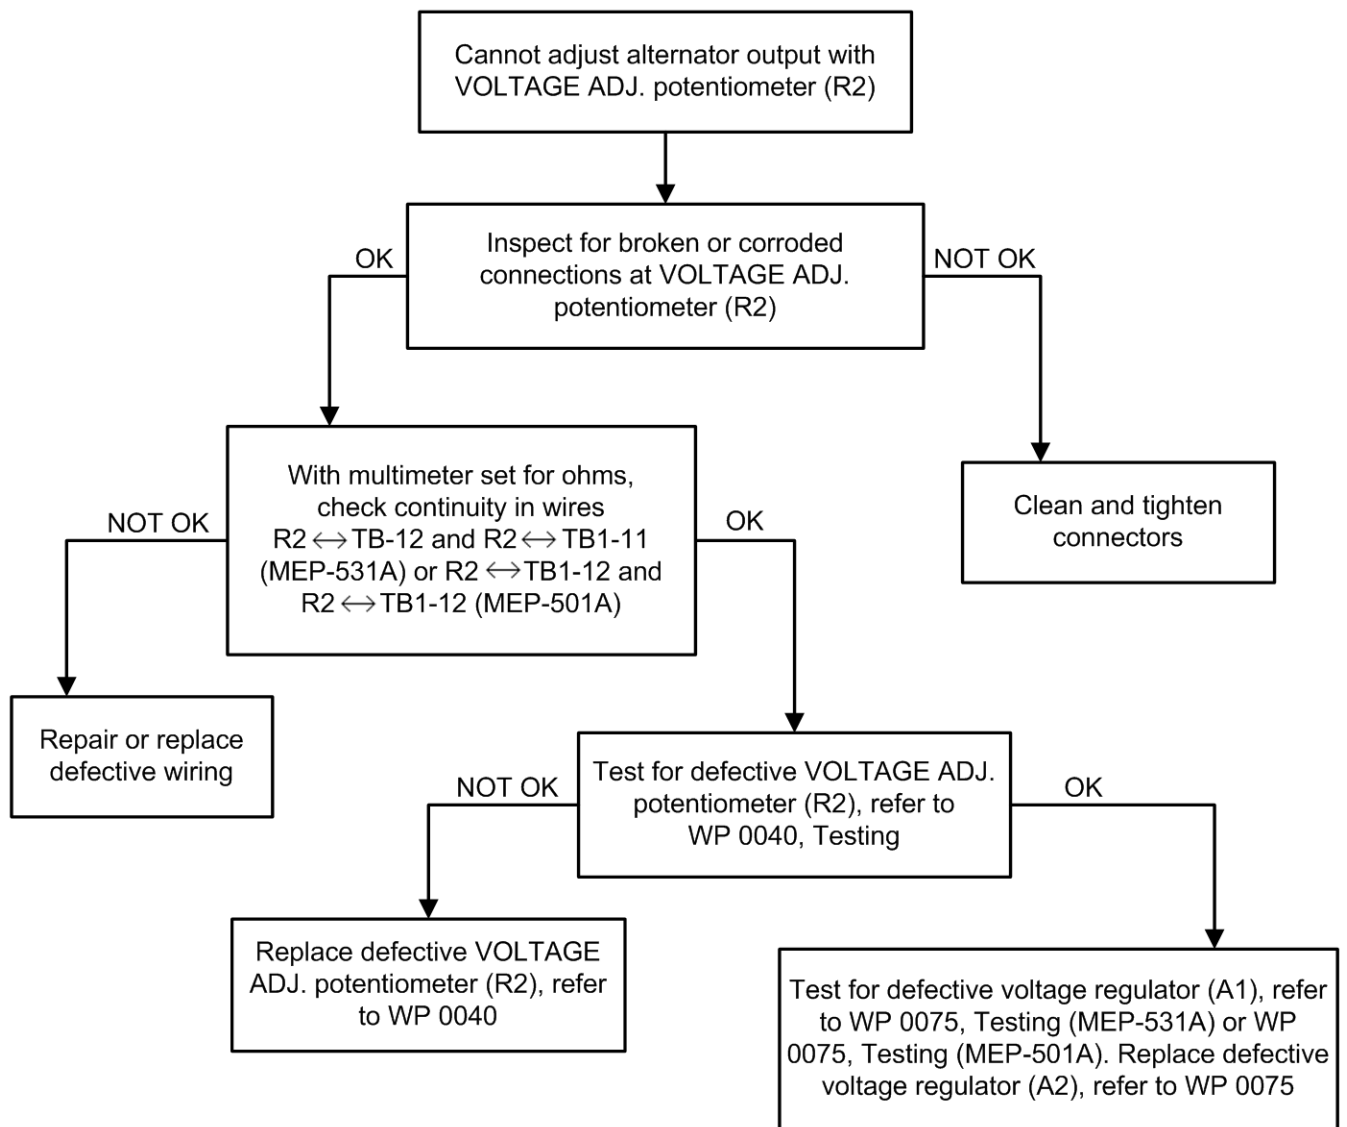 Cannot adjust alternator output with
VOLTAGE ADJ. potentiometer (R2)
Inspect for broken or corroded
connections at VOLTAGE ADJ.
potentiometer (R2)
OK
NOT OK
With multimeter set for ohms,
check continuity in wires
R2 ↔ TB-12 and R2 ↔ TB1-11
(MEP-531A) or R2 ↔ TB1-12 and
R2 ↔ TB1-12 (MEP-501A)
Clean and tighten
connectors
NOT OK
OK
Repair or replace
defective wiring
Test for defective VOLTAGE ADJ.
potentiometer (R2), refer to
WP 0040, Testing
NOT OK
OK
Replace defective VOLTAGE
ADJ. potentiometer (R2), refer
to WP 0040
Test for defective voltage regulator (A1), refer
to WP 0075, Testing (MEP-531A) or WP
0075, Testing (MEP-501A). Replace defective
voltage regulator (A2), refer to WP 0075